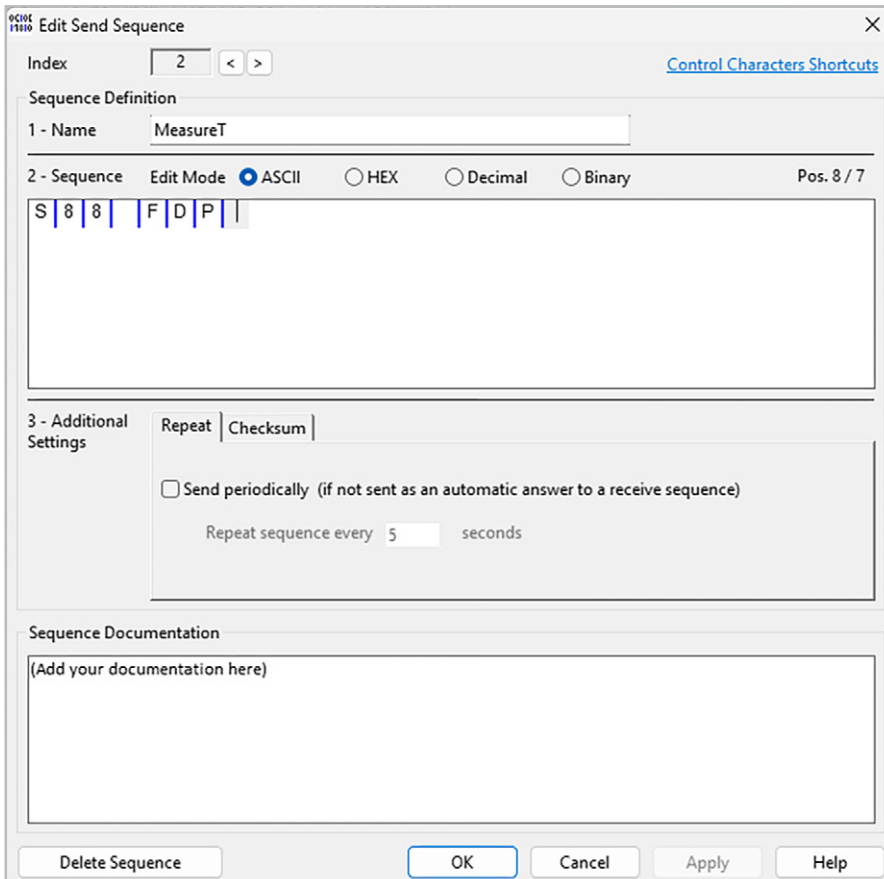 Edit Send Sequence
Index 2 < > Control Characters Shortcuts
Sequence Definition
1 - Name MeasureT
2 - Sequence Edit Mode ASCII HEX Decimal Binary Pos. 8 / 7
S 8 8 F D P
3 - Additional Settings
Repeat Checksum
Send periodically (if not sent as an automatic answer to a receive sequence)
Repeat sequence every 5 seconds
Sequence Documentation
(Add your documentation here)
Delete Sequence OK Cancel Apply Help